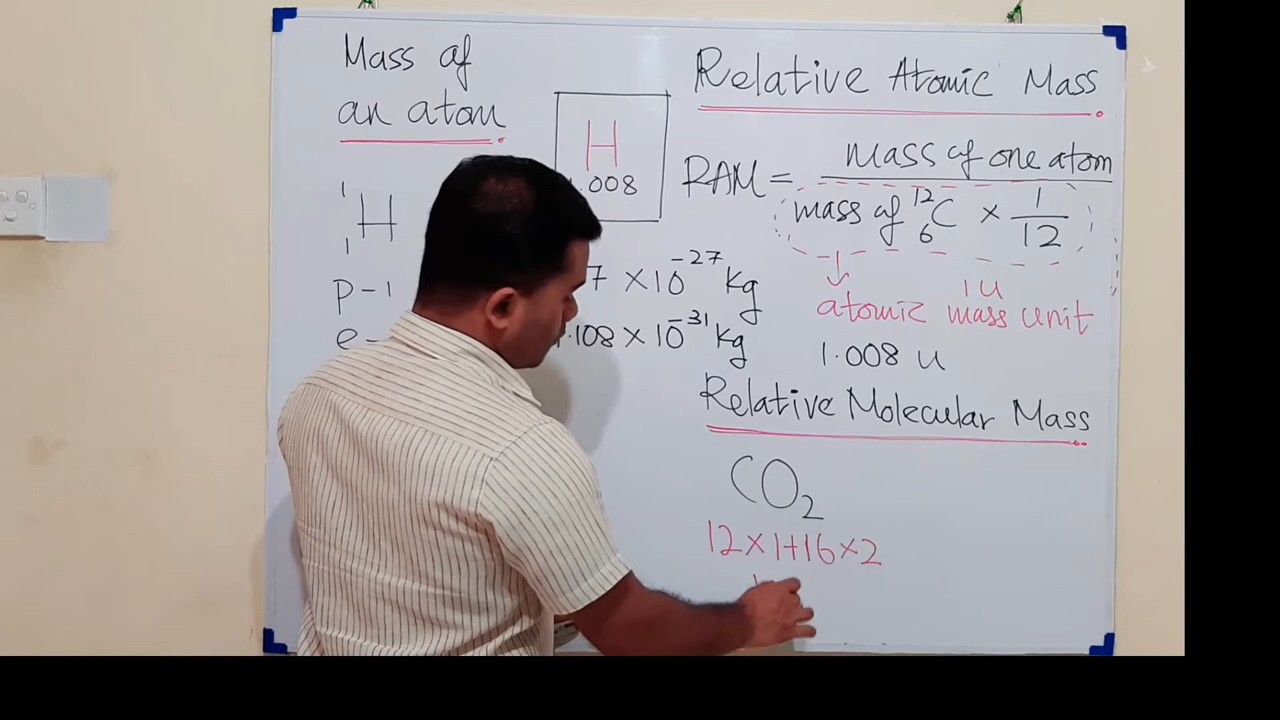 Mass of
an atom
1
H
1
p-1
e-
H
.008
7 ×10⁻²⁷ kg
.108 × 10⁻³¹ kg
Relative Atomic Mass
RAM = mass of one atom
mass of ¹²₆C × 1/12
1u
atomic mass unit
1.008 u
Relative Molecular Mass
CO₂
12×1+16×2